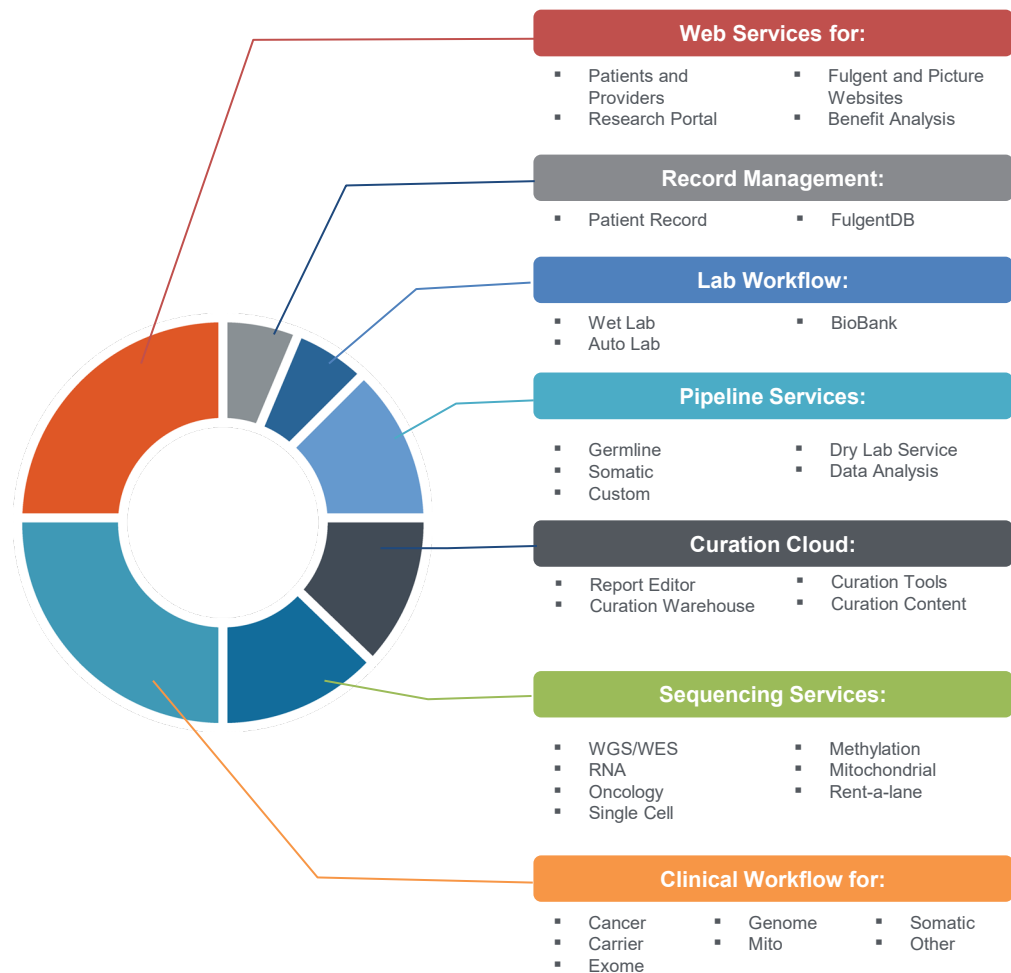 Web Services for:
Patients and
Providers
Research Portal
Fulgent and Picture
Websites
Benefit Analysis
Record Management:
Patient Record
FulgentDB
Lab Workflow:
Wet Lab
Auto Lab
BioBank
Pipeline Services:
Germline
Somatic
Custom
Dry Lab Service
Data Analysis
Curation Cloud:
Report Editor
Curation Warehouse
Curation Tools
Curation Content
Sequencing Services:
WGS/WES
RNA
Oncology
Single Cell
Methylation
Mitochondrial
Rent-a-lane
Clinical Workflow for:
Cancer
Carrier
Exome
Genome
Mito
Somatic
Other